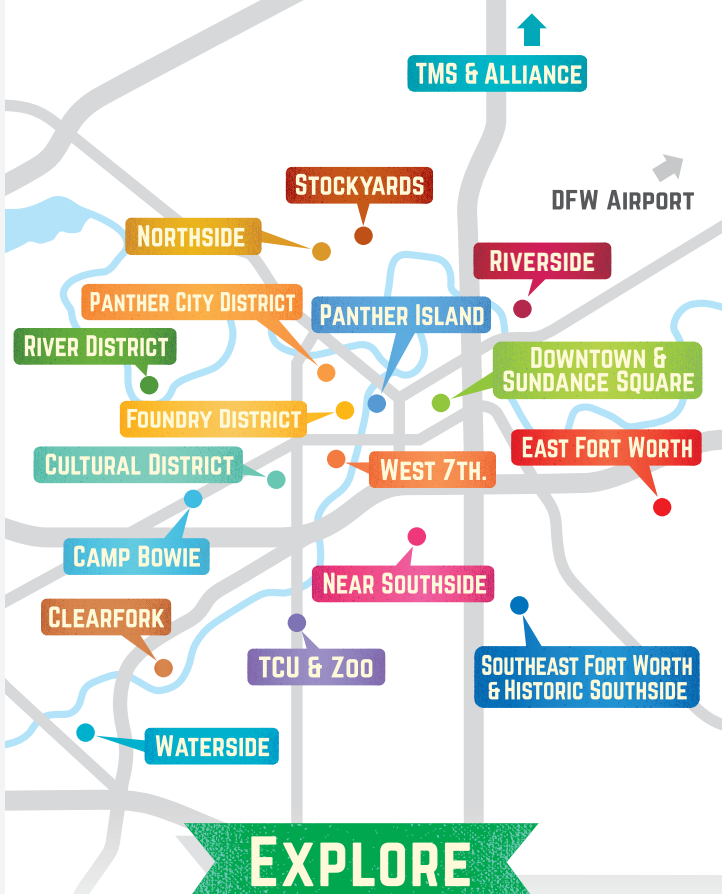 TMS & ALLIANCE
DFW AIRPORT
STOCKYARDS
NORTHSIDE
RIVERSIDE
PANTHER CITY DISTRICT
PANTHER ISLAND
RIVER DISTRICT
DOWNTOWN &
SUNDANCE SQUARE
FOUNDRY DISTRICT
EAST FORT WORTH
CULTURAL DISTRICT
WEST 7TH.
CAMP BOWIE
NEAR SOUTHSIDE
CLEARFORK
TCU & ZOO
SOUTHEAST FORT WORTH
& HISTORIC SOUTHSIDE
WATERSIDE
EXPLORE